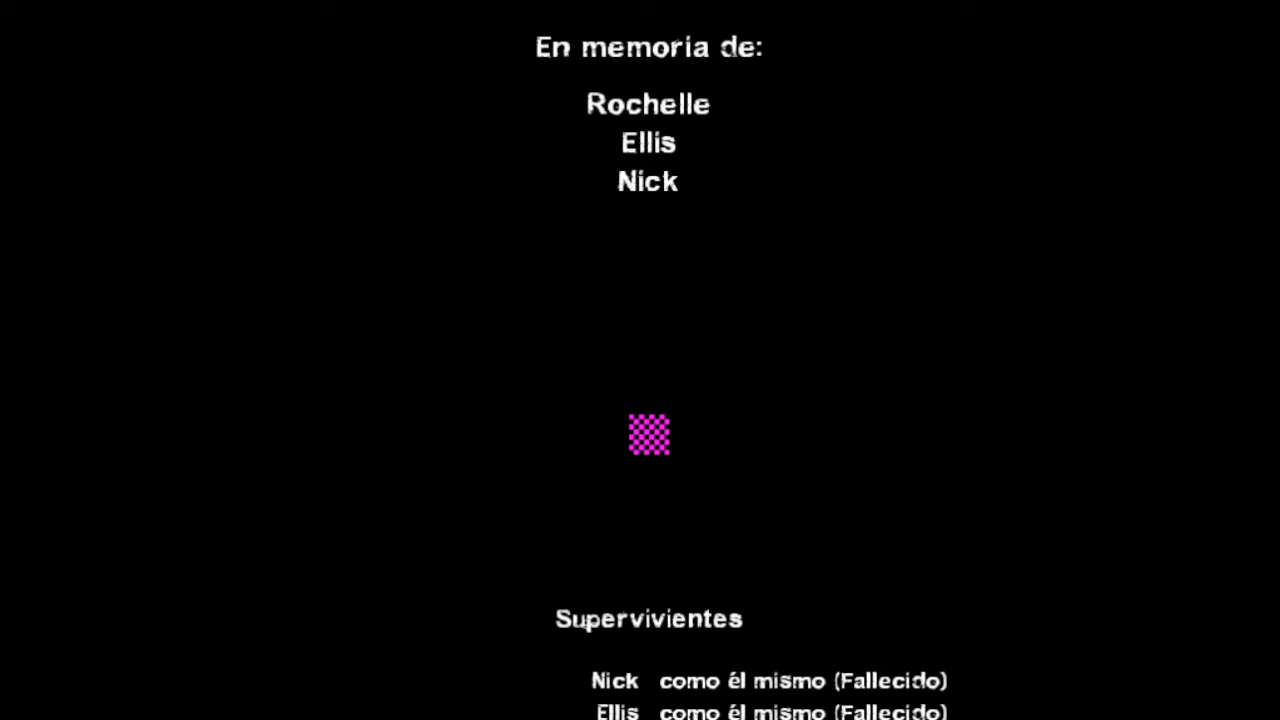 En memoria de:
Rochelle
Ellis
Nick
Supervivientes
Nick como él mismo (Fallecido)
Ellis como él mismo (Fallecido)